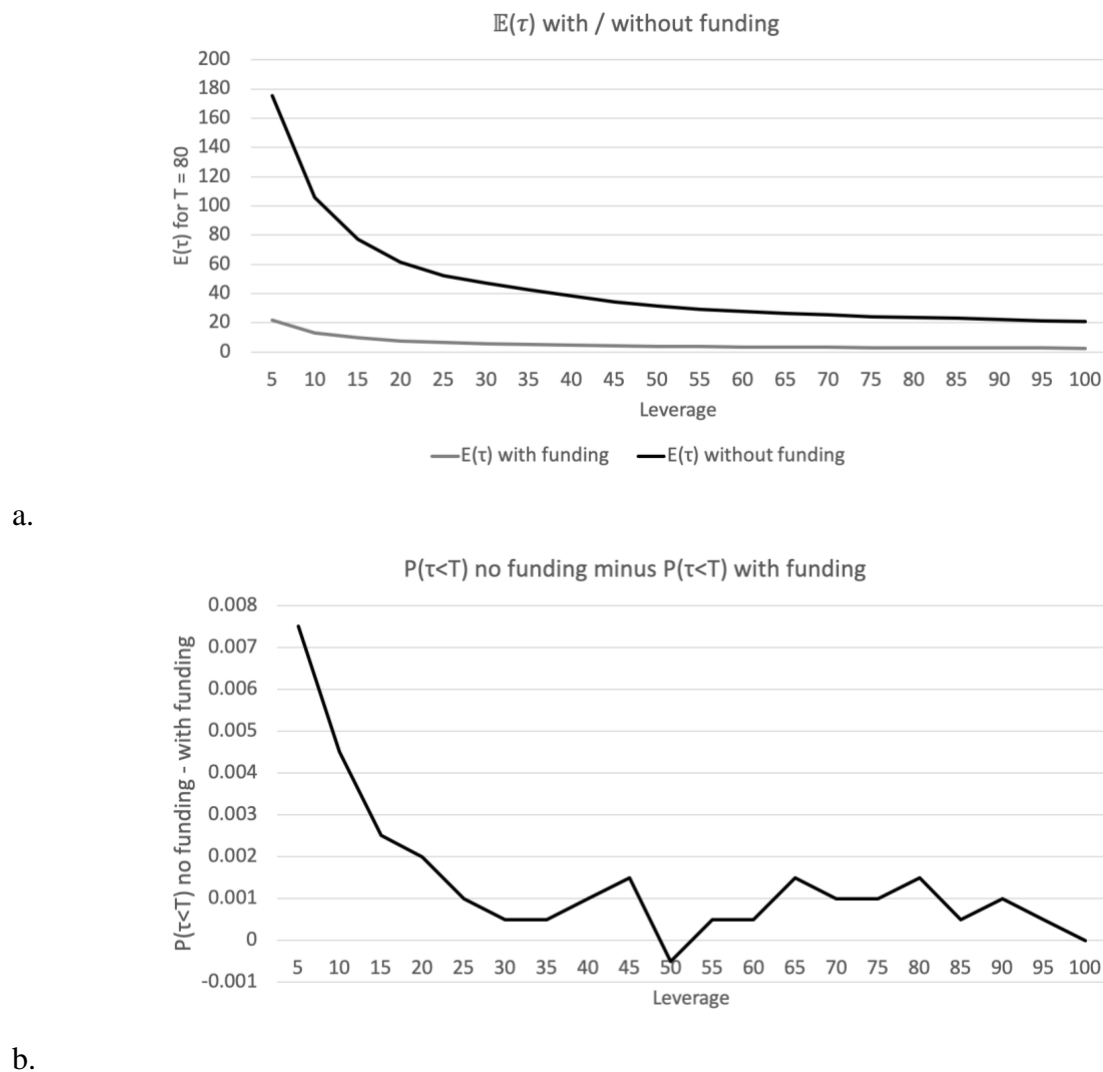 𝔼(τ) with / without funding
E(τ) for T = 80
200
180
160
140
120
100
80
60
40
20
0
5 10 15 20 25 30 35 40 45 50 55 60 65 70 75 80 85 90 95 100
Leverage
E(τ) with funding E(τ) without funding
a.
P(τ<T) no funding minus P(τ<T) with funding
P(τ<T) no funding - with funding
0.008
0.007
0.006
0.005
0.004
0.003
0.002
0.001
0
-0.001
5 10 15 20 25 30 35 40 45 50 55 60 65 70 75 80 85 90 95 100
Leverage
b.